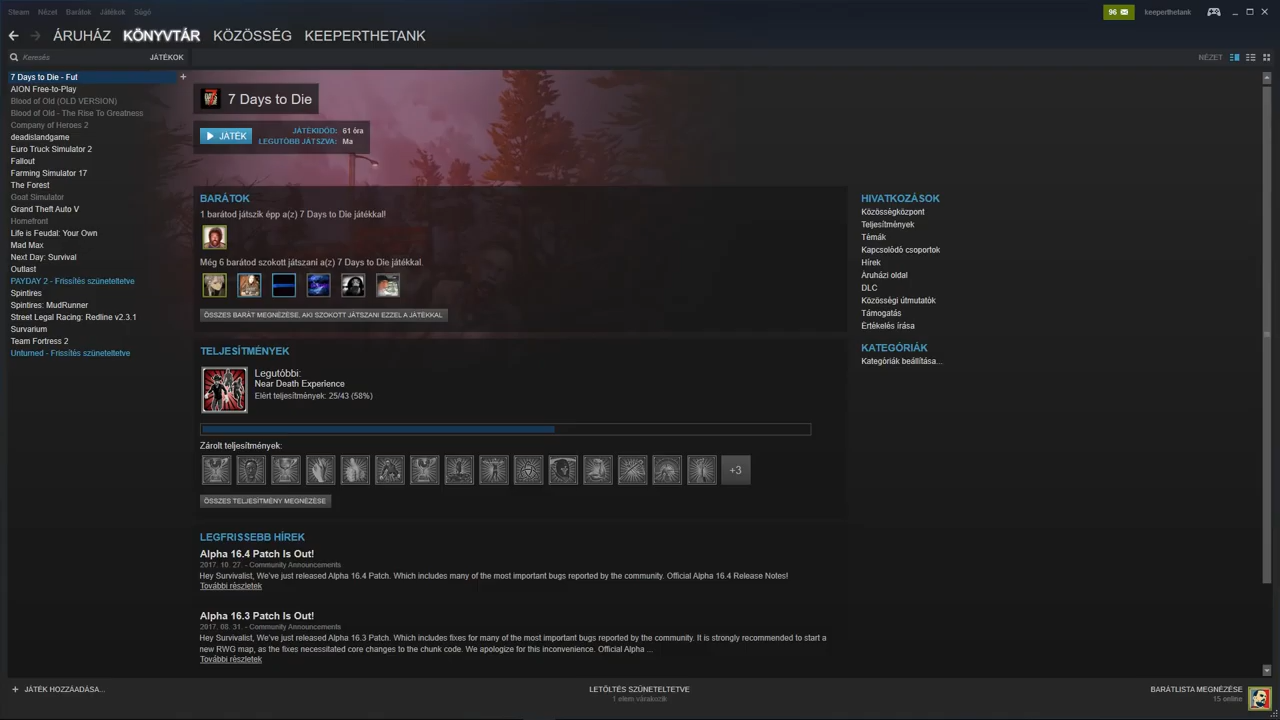 Steam Nézet Barátok Játékok Súgó
96
keeperthetank
ÁRUHÁZ KÖNYVTÁR KÖZÖSSÉG KEEPERTHETANK
Keresés
JÁTÉKOK
NÉZET
7 Days to Die - Fut
AION Free-to-Play
Blood of Old (OLD VERSION)
Blood of Old - The Rise To Greatness
Company of Heroes 2
deadislandgame
Euro Truck Simulator 2
Fallout
Farming Simulator 17
The Forest
Goat Simulator
Grand Theft Auto V
Homefront
Life is Feudal: Your Own
Mad Max
Next Day: Survival
Outlast
PAYDAY 2 - Frissítés szüneteltetve
Spintires
Spintires: MudRunner
Street Legal Racing: Redline v2.3.1
Survarium
Team Fortress 2
Unturned - Frissítés szüneteltetve
7 Days to Die
JÁTÉK
JÁTÉKIDŐD: 61 óra
LEGUTÓBB JÁTSZVA: Ma
BARÁTOK
1 barátod játszik épp a(z) 7 Days to Die játékkal!
Még 6 barátod szokott játszani a(z) 7 Days to Die játékkal.
ÖSSZES BARÁT MEGNÉZÉSE, AKI SZOKOTT JÁTSZANI EZZEL A JÁTÉKKAL
TELJESÍTMÉNYEK
Legutóbbi:
Near Death Experience
Elért teljesítmények: 25/43 (58%)
Zárolt teljesítmények:
+3
ÖSSZES TELJESÍTMÉNY MEGNÉZÉSE
LEGFRISSEBB HÍREK
Alpha 16.4 Patch Is Out!
2017. 10. 27. - Community Announcements
Hey Survivalist, We've just released Alpha 16.4 Patch. Which includes many of the most important bugs reported by the community. Official Alpha 16.4 Release Notes!
További részletek
Alpha 16.3 Patch Is Out!
2017. 08. 31. - Community Announcements
Hey Survivalist, We've just released Alpha 16.3 Patch. Which includes fixes for many of the most important bugs reported by the community. It is strongly recommended to start a
new RWG map, as the fixes necessitated core changes to the chunk code. We apologize for this inconvenience. Official Alpha ...
További részletek
HIVATKOZÁSOK
Közösségközpont
Teljesítmények
Témák
Kapcsolódó csoportok
Hírek
Áruházi oldal
DLC
Közösségi útmutatók
Támogatás
Értékelés írása
KATEGÓRIÁK
Kategóriák beállítása...
+ JÁTÉK HOZZÁADÁSA...
LETÖLTÉS SZÜNETELTETVE
1 elem várakozik
BARÁTLISTA MEGNÉZÉSE
15 online